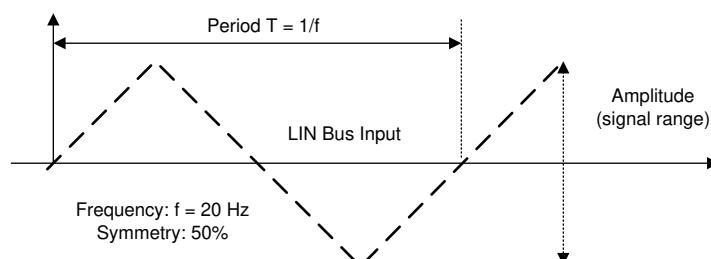 Period T = 1/f
Amplitude
(signal range)
LIN Bus Input
Frequency: f = 20 Hz
Symmetry: 50%